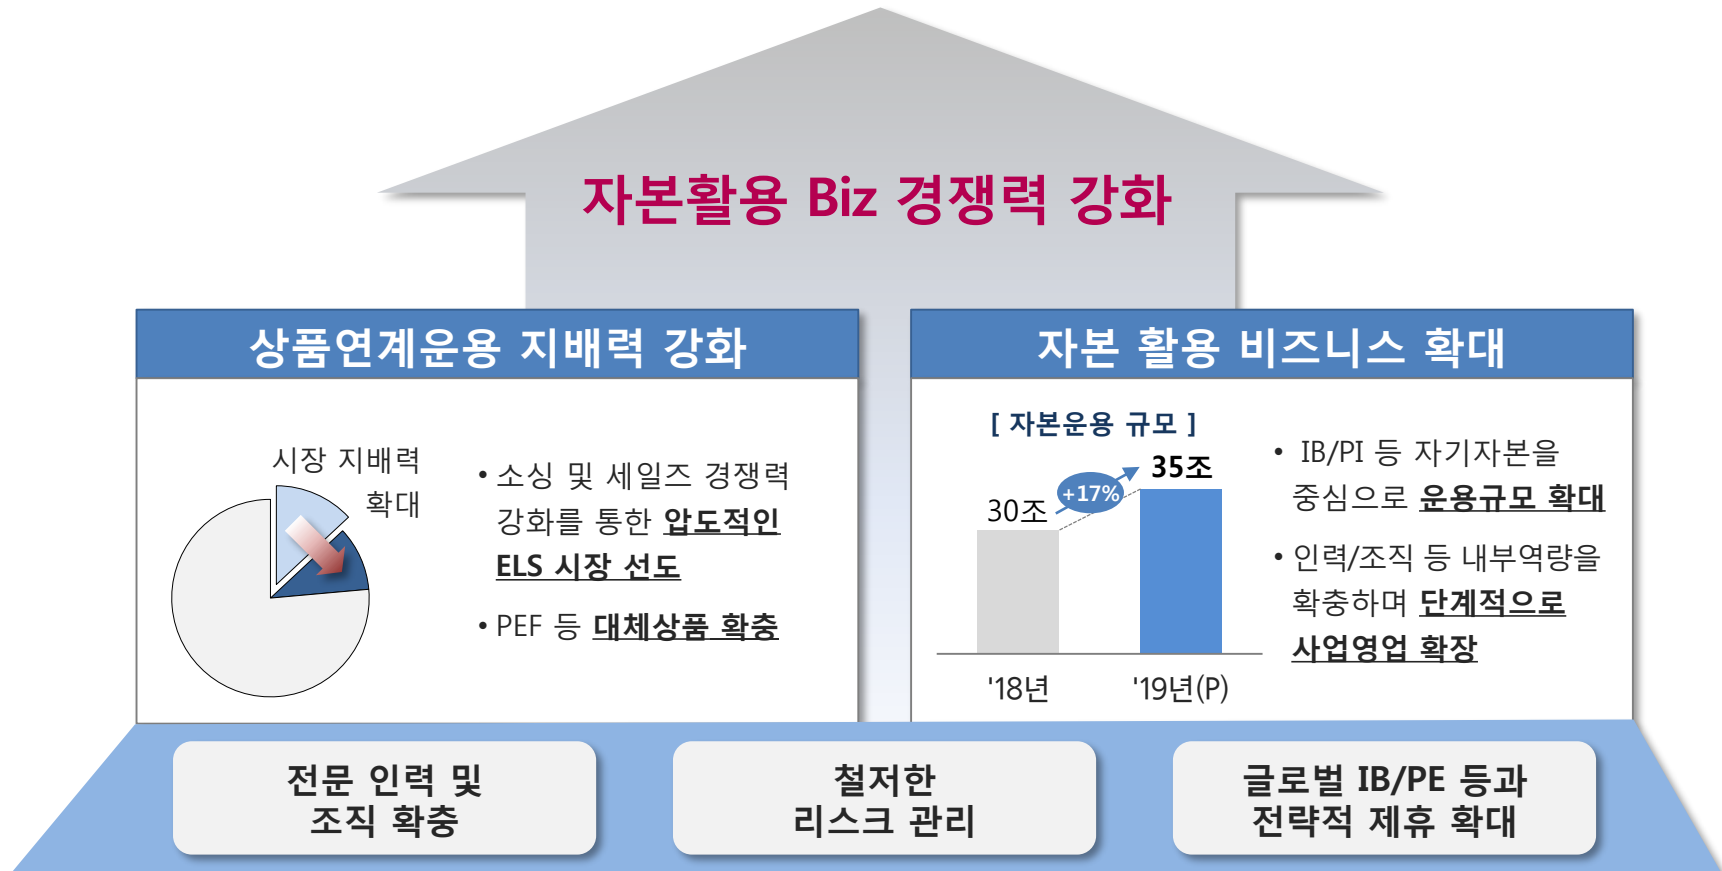 자본활용 Biz 경쟁력 강화
상품연계운용 지배력 강화
시장 지배력
확대
• 소싱 및 세일즈 경쟁력
강화를 통한 압도적인
ELS 시장 선도
• PEF 등 대체상품 확충
자본 활용 비즈니스 확대
[ 자본운용 규모 ]
35조
+17%
30조
'18년
'19년(P)
• IB/PI 등 자기자본을
중심으로 운용규모 확대
• 인력/조직 등 내부역량을
확충하며 단계적으로
사업영업 확장
전문 인력 및
조직 확충
철저한
리스크 관리
글로벌 IB/PE 등과
전략적 제휴 확대